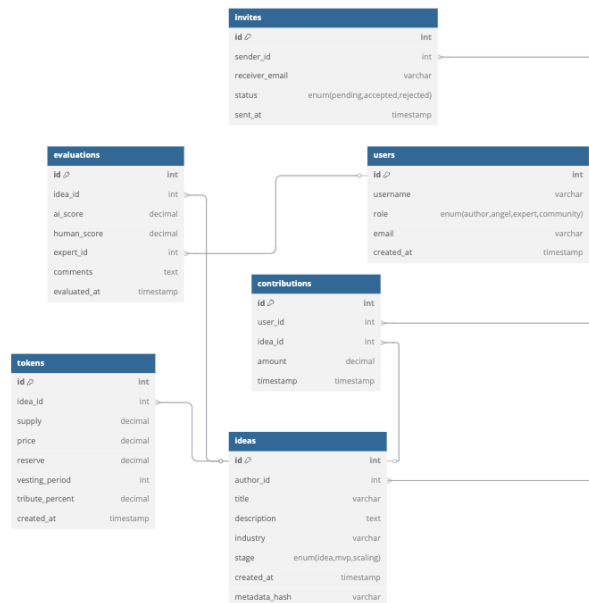 invites
id int
sender_id int
receiver_email varchar
status enum(pending,accepted,rejected)
sent_at timestamp
evaluations
id int
idea_id int
ai_score decimal
human_score decimal
expert_id int
comments text
evaluated_at timestamp
users
id int
username varchar
role enum(author,angel,expert,community)
email varchar
created_at timestamp
contributions
id int
user_id int
idea_id int
amount decimal
timestamp timestamp
tokens
id int
idea_id int
supply decimal
price decimal
reserve decimal
vesting_period int
tribute_percent decimal
created_at timestamp
ideas
id int
author_id int
title varchar
description text
industry varchar
stage enum(idea,mvp,scaling)
created_at timestamp
metadata_hash varchar